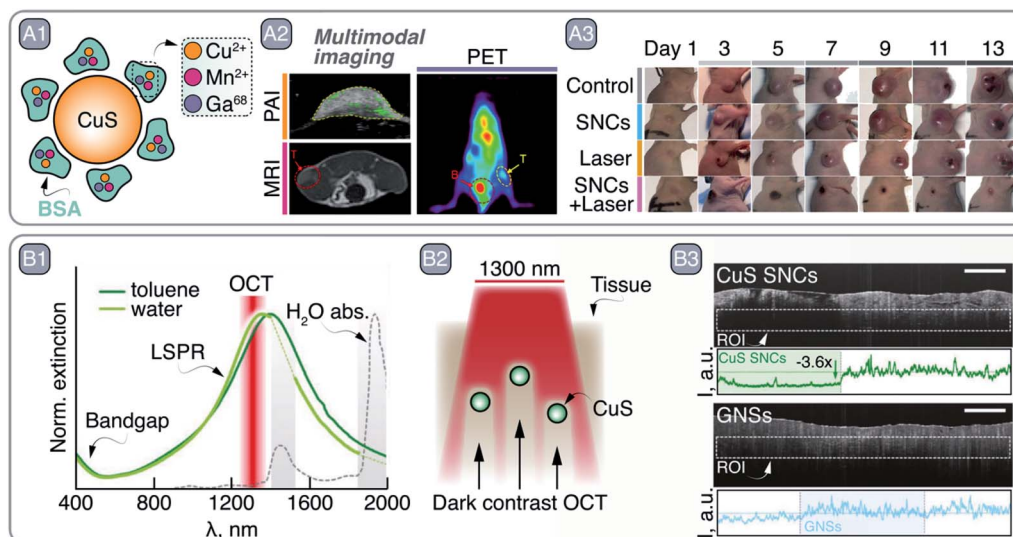 A1
Cu2+
Mn2+
Ga68
CuS
BSA
A2
Multimodal
imaging
PET
PAI
MRI
T
B
T
A3
Day 1 3 5 7 9 11 13
Control
SNCs
Laser
SNCs
+Laser
B1
toluene
water
OCT
H2O abs.
LSPR
Bandgap
Norm. extinction
400 800 1200 1600 2000
λ, nm
B2
1300 nm
Tissue
CuS
Dark contrast OCT
B3
CuS SNCs
ROI
CuS SNCs
-3.6x
I, a.u.
GNSs
ROI
GNSs
I, a.u.